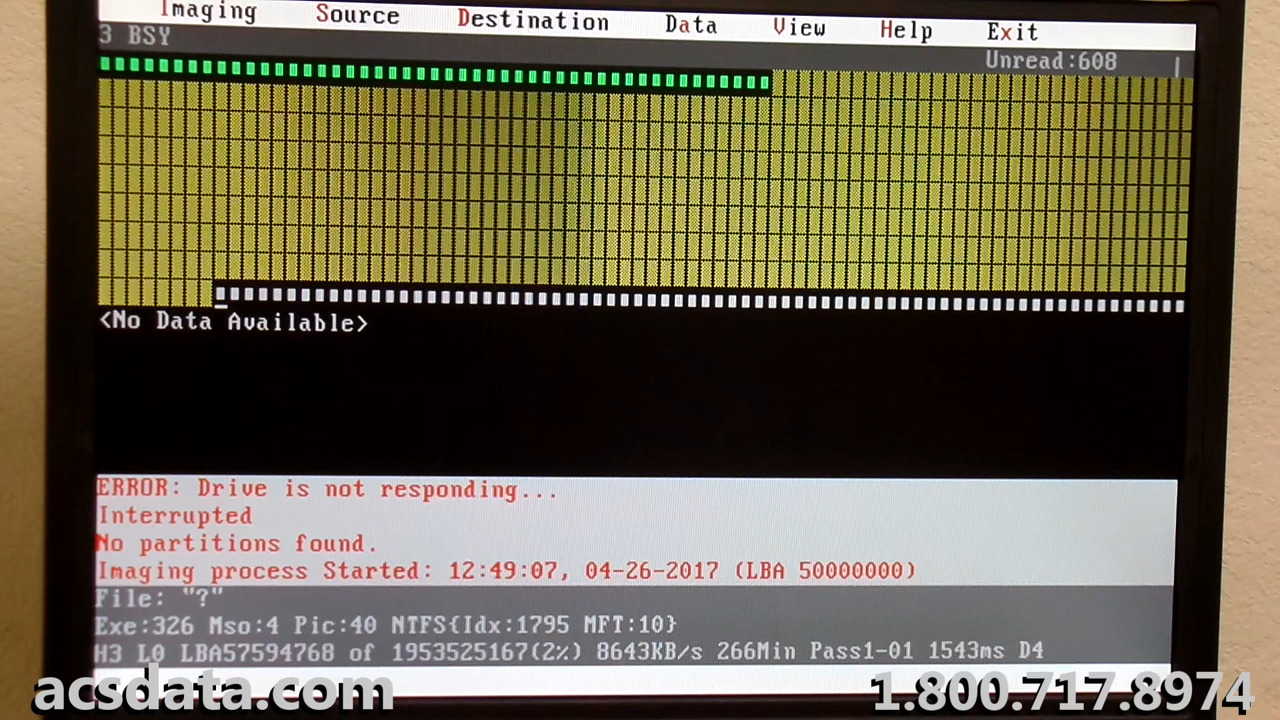 Imaging Source Destination Data View Help Exit
3 BSY Unread:608
<No Data Available>
ERROR: Drive is not responding...
Interrupted
No partitions found.
Imaging process Started: 12:49:07, 04-26-2017 (LBA 50000000)
File: "?"
Exe:326 Mso:4 Pic:40 NTFS{Idx:1795 MFT:10}
H3 L0 LBA57594768 of 1953525167(2%) 8643KB/s 266Min Pass1-01 1543ms D4
acsdata.com 1.800.717.8974